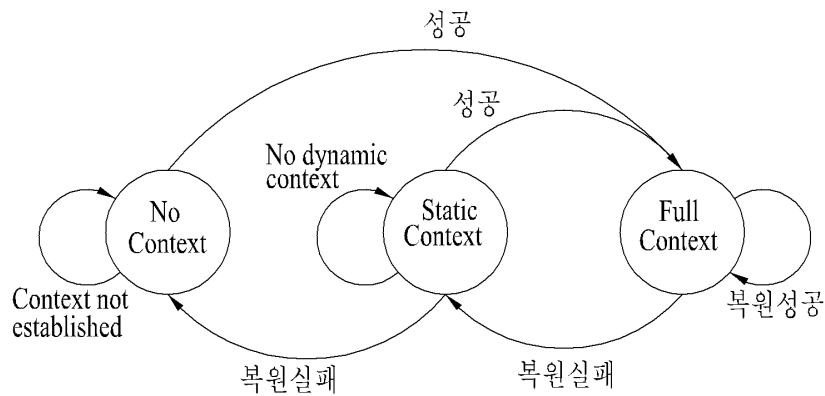 성공
성공
No dynamic
context
No
Context
Static
Context
Full
Context
Context not
established
복원성공
복원실패
복원실패